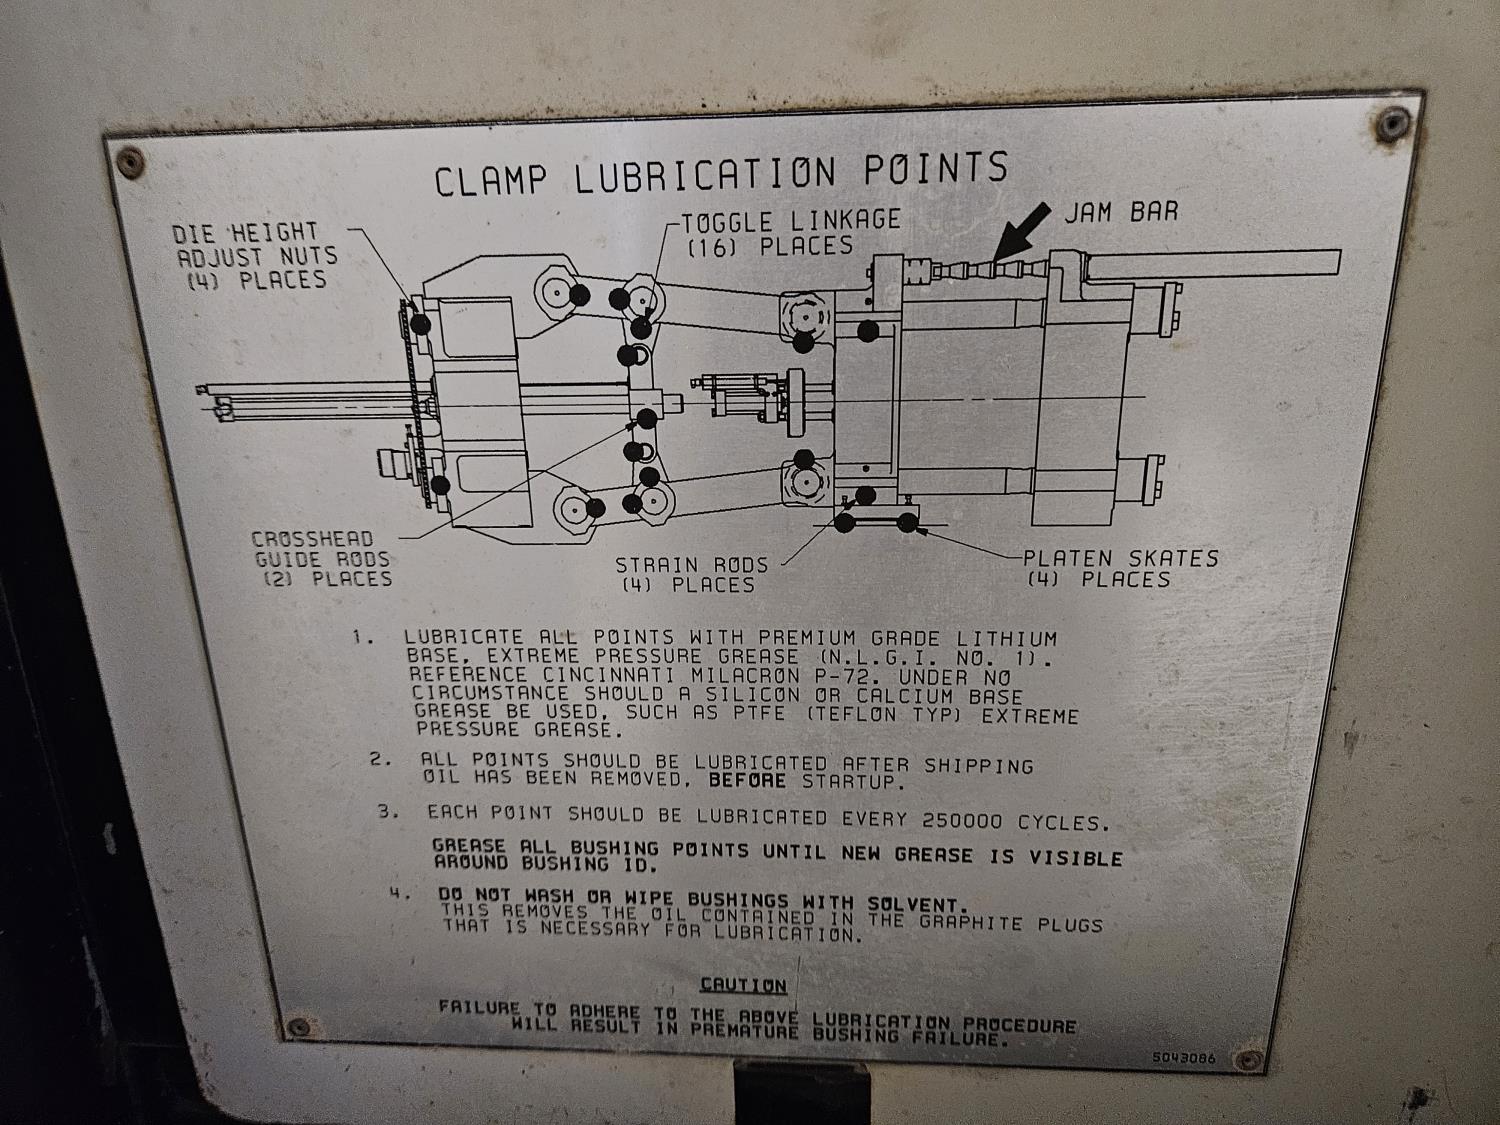 CLAMP LUBRICATION POINTS
DIE HEIGHT
ADJUST NUTS
(4) PLACES
TOGGLE LINKAGE
(16) PLACES
JAM BAR
CROSSHEAD
GUIDE RODS
(2) PLACES
STRAIN RODS
(4) PLACES
PLATEN SKATES
(4) PLACES
1. LUBRICATE ALL POINTS WITH PREMIUM GRADE LITHIUM
BASE, EXTREME PRESSURE GREASE (N.L.G.I. NO. 1).
REFERENCE CINCINNATI MILACRON P-72. UNDER NO
CIRCUMSTANCE SHOULD A SILICON OR CALCIUM BASE
GREASE BE USED, SUCH AS PTFE (TEFLON TYP) EXTREME
PRESSURE GREASE.
2. ALL POINTS SHOULD BE LUBRICATED AFTER SHIPPING
OIL HAS BEEN REMOVED, BEFORE STARTUP.
3. EACH POINT SHOULD BE LUBRICATED EVERY 250000 CYCLES.
GREASE ALL BUSHING POINTS UNTIL NEW GREASE IS VISIBLE
AROUND BUSHING ID.
4. DO NOT WASH OR WIPE BUSHINGS WITH SOLVENT.
THIS REMOVES THE OIL CONTAINED IN THE GRAPHITE PLUGS
THAT IS NECESSARY FOR LUBRICATION.
CAUTION
FAILURE TO ADHERE TO THE ABOVE LUBRICATION PROCEDURE
WILL RESULT IN PREMATURE BUSHING FAILURE.
5043086